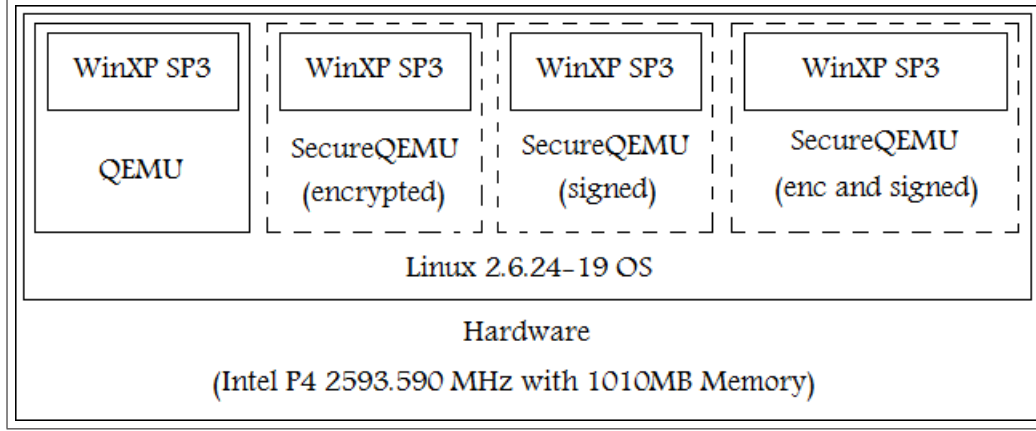 WinXP SP3
QEMU
WinXP SP3
SecureQEMU
(encrypted)
WinXP SP3
SecureQEMU
(signed)
WinXP SP3
SecureQEMU
(enc and signed)
Linux 2.6.24-19 OS
Hardware
(Intel P4 2593.590 MHz with 1010MB Memory)